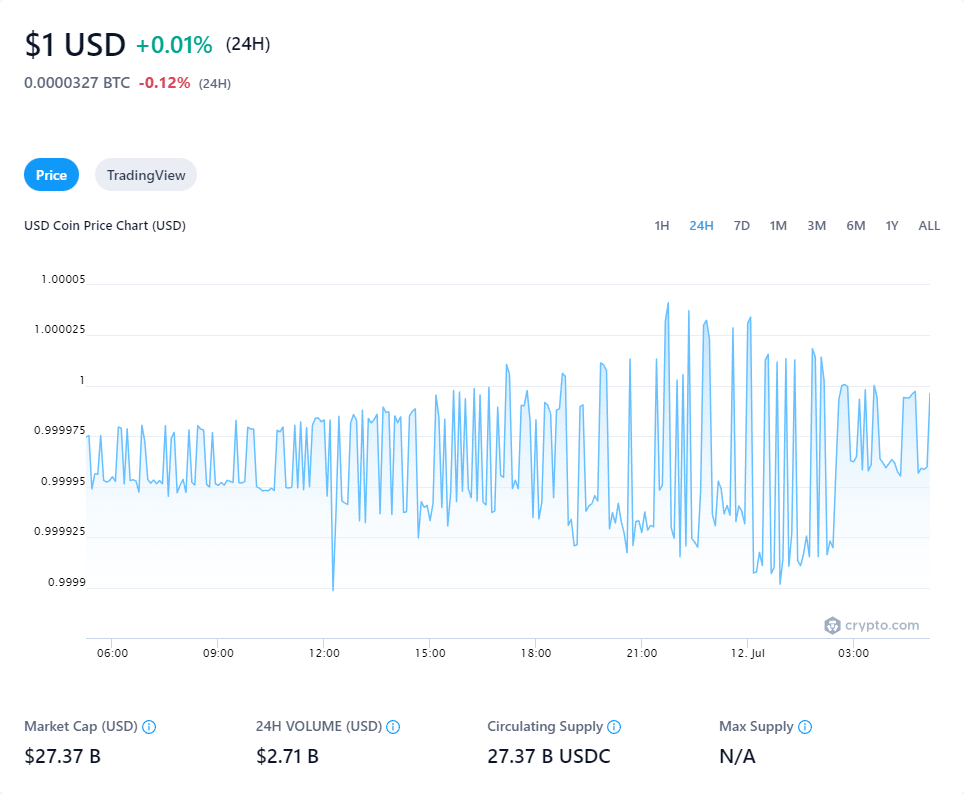 $1 USD +0.01% (24H)
0.0000327 BTC -0.12% (24H)
Price TradingView
USD Coin Price Chart (USD) 1H 24H 7D 1M 3M 6M 1Y ALL
1.00005
1.000025
1
0.999975
0.99995
0.999925
0.9999
crypto.com
06:00 09:00 12:00 15:00 18:00 21:00 12. Jul 03:00
Market Cap (USD) 24H VOLUME (USD) Circulating Supply Max Supply
$27.37 B $2.71 B 27.37 B USDC N/A